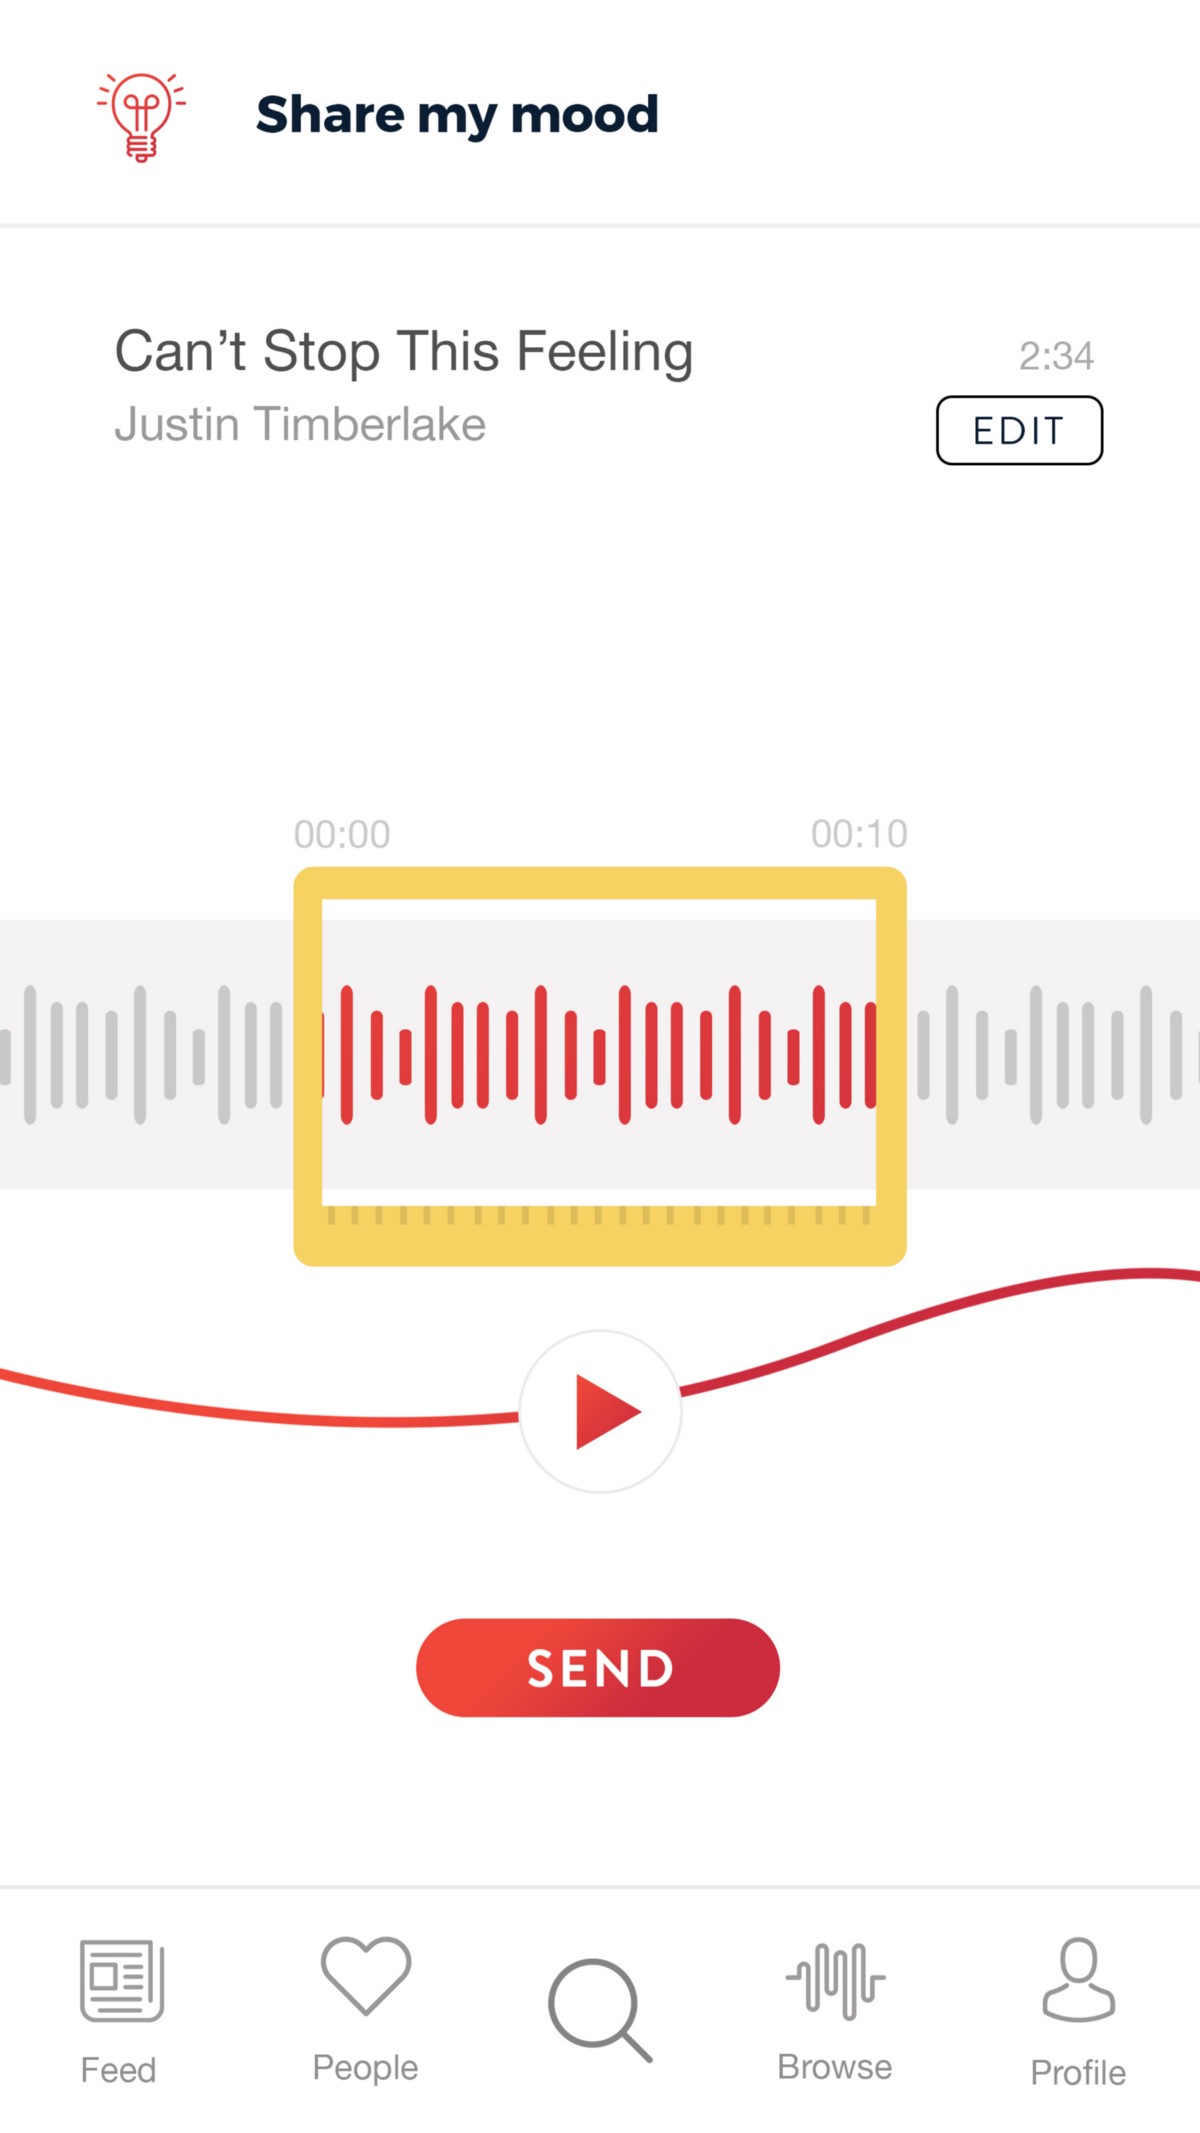 Share my mood
Can’t Stop This Feeling
2:34
Justin Timberlake
EDIT
00:00
00:10
SEND
Feed
People
Browse
Profile